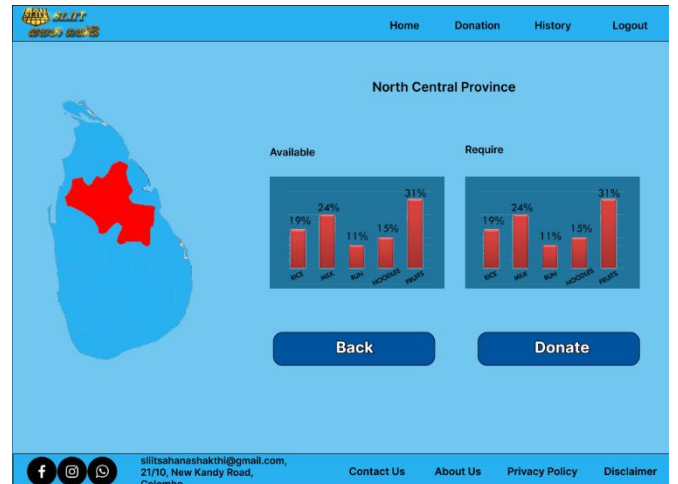 SLIIT
Home Donation History Logout
North Central Province
Available
Require
31%
24%
19%
15%
11%
RICE MILK BUN NOODLES FRUITS
31%
24%
19%
15%
11%
RICE MILK BUN NOODLES FRUITS
Back
Donate
sliitsahanashakthi@gmail.com,
21/10, New Kandy Road,
Colombo
Contact Us About Us Privacy Policy Disclaimer